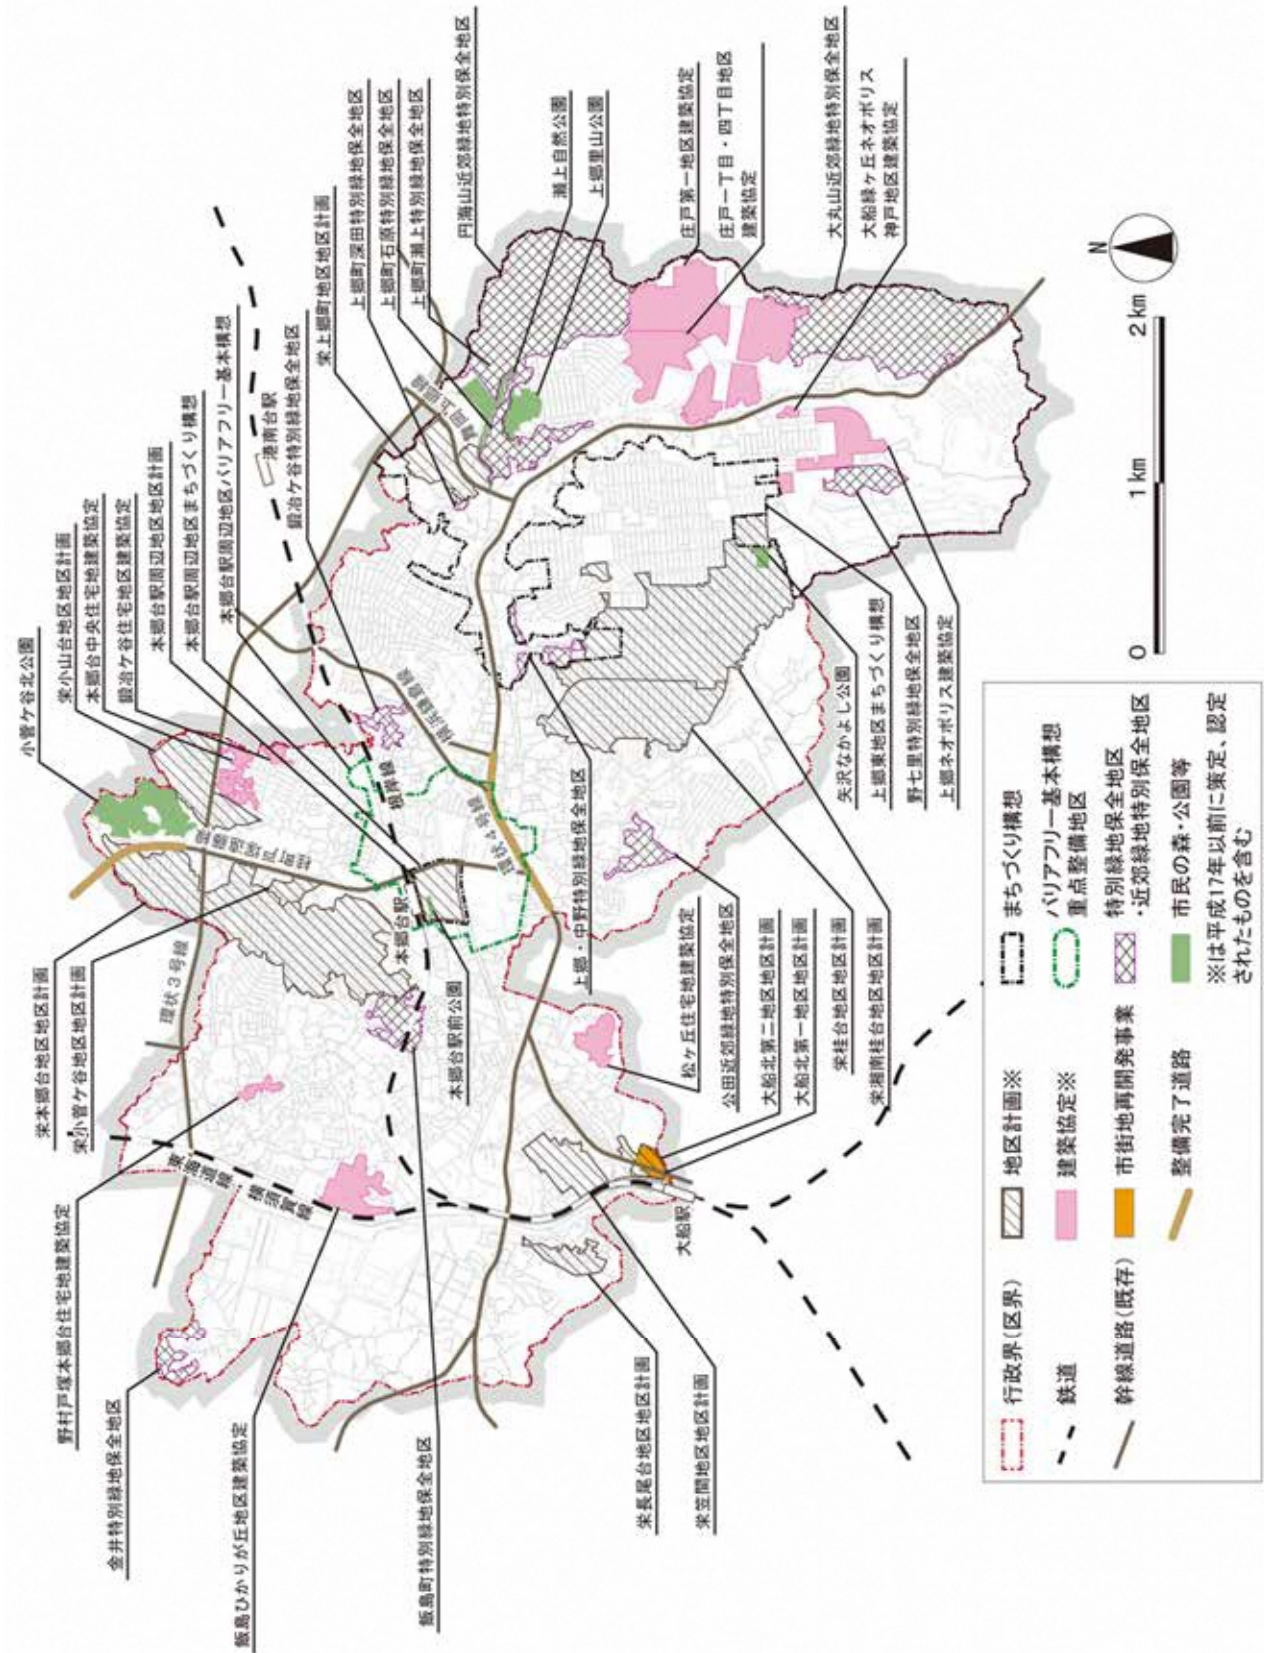 小菅ケ谷北公園
栄小山台地区地区計画
本郷台中央住宅地建築協定
鍛冶ケ谷住宅地区建築協定
本郷台駅周辺地区地区計画
本郷台駅周辺地区まちづくり構想
本郷台駅周辺地区バリアフリー基本構想
港南台駅
鍛冶ケ谷特別緑地保全地区
栄上郷町地区地区計画
上郷町深田特別緑地保全地区
上郷町石原特別緑地保全地区
上郷町瀬上特別緑地保全地区
円海山近郊緑地特別保全地区
瀬上自然公園
上郷里山公園
庄戸第一地区建築協定
庄戸一丁目・四丁目地区
建築協定
大丸山近郊緑地特別保全地区
大船緑ヶ丘ネオポリス
神戸地区建築協定
栄本郷台地区地区計画
栄小菅ケ谷地区地区計画
環状3号線
環状4号線
横浜鎌倉線
舞岡上郷線
根岸線
本郷台駅
東海道線
横須賀線
大船駅
野村戸塚本郷台住宅地建築協定
金井特別緑地保全地区
飯島ひかりが丘地区建築協定
飯島町特別緑地保全地区
本郷台駅前公園
上郷・中野特別緑地保全地区
松ヶ丘住宅地建築協定
公田近郊緑地特別保全地区
大船北第二地区地区計画
大船北第一地区地区計画
栄桂台地区地区計画
栄湘南桂台地区地区計画
矢沢なかよし公園
上郷東地区まちづくり構想
野七里特別緑地保全地区
上郷ネオポリス建築協定
栄長尾台地区地区計画
栄笠間地区地区計画
N
0 1km 2km
行政界(区界)
鉄道
幹線道路(既存)
地区計画※
建築協定※
市街地再開発事業
整備完了道路
まちづくり構想
バリアフリー基本構想
重点整備地区
特別緑地保全地区
・近郊緑地特別保全地区
市民の森・公園等
※は平成17年以前に策定、認定
されたものを含む